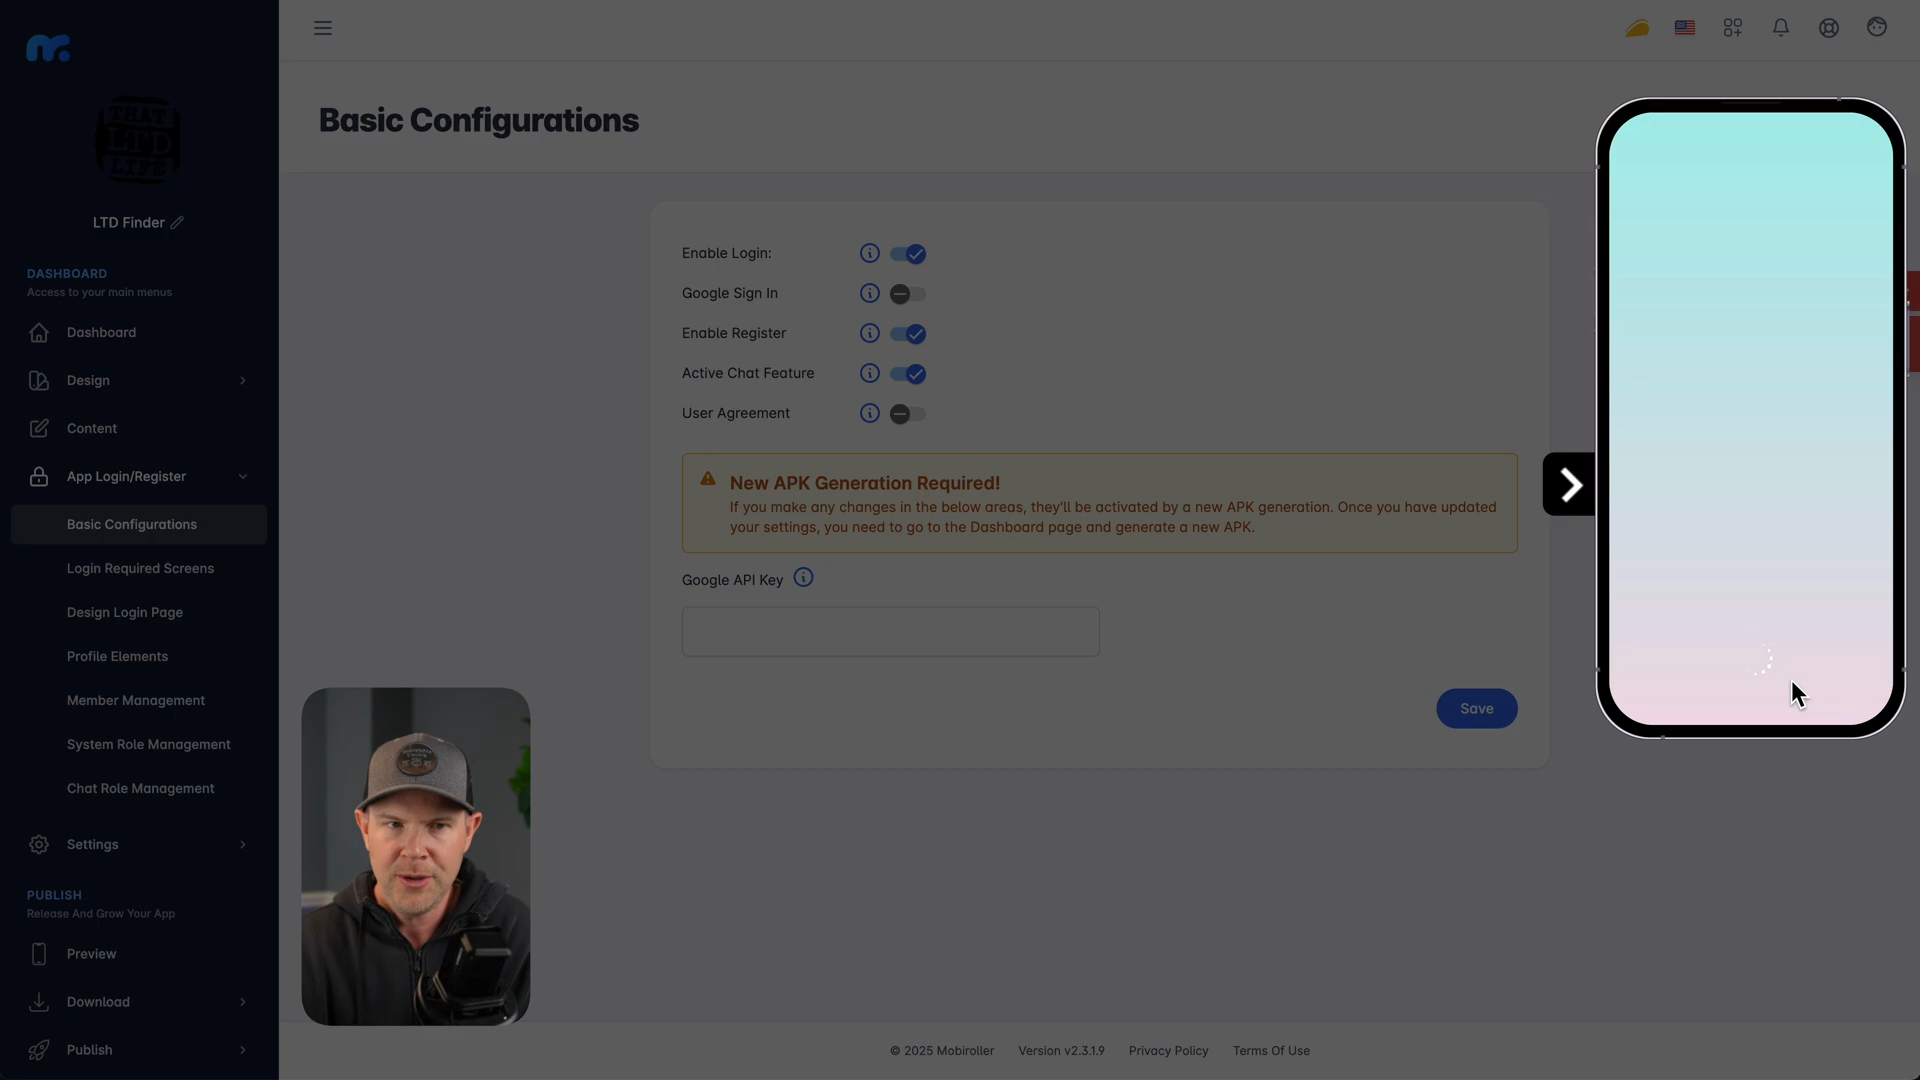 THAT
LTD
LIFE
LTD Finder
DASHBOARD
Access to your main menus
Dashboard
Design
Content
App Login/Register
Basic Configurations
Login Required Screens
Design Login Page
Profile Elements
Member Management
System Role Management
Chat Role Management
Settings
PUBLISH
Release And Grow Your App
Preview
Download
Publish
Basic Configurations
Enable Login:
Google Sign In
Enable Register
Active Chat Feature
User Agreement
New APK Generation Required!
If you make any changes in the below areas, they'll be activated by a new APK generation. Once you have updated
your settings, you need to go to the Dashboard page and generate a new APK.
Google API Key
Save
© 2025 Mobiroller
Version v2.3.1.9
Privacy Policy
Terms Of Use